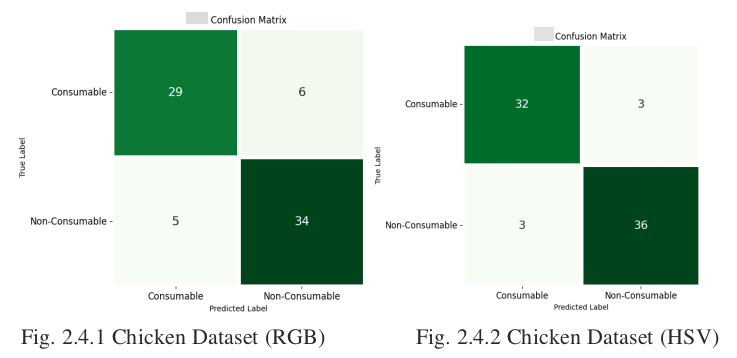 Confusion Matrix
Consumable
29
6
True Label
Non-Consumable
5
34
Consumable
Non-Consumable
Predicted Label
Fig. 2.4.1 Chicken Dataset (RGB)
Confusion Matrix
Consumable
32
3
True Label
Non-Consumable
3
36
Consumable
Non-Consumable
Predicted Label
Fig. 2.4.2 Chicken Dataset (HSV)